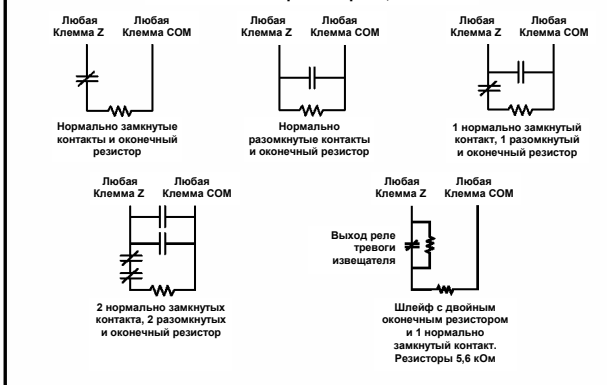 Любая Любая
Клемма Z Клемма COM
Любая Любая
Клемма Z Клемма COM
Любая Любая
Клемма Z Клемма COM
Нормально замкнутые
контакты и оконечный
резистор
Нормально
разомкнутые контакты
и оконечный резистор
1 нормально замкнутый
контакт, 1 разомкнутый
и оконечный резистор
Любая Любая
Клемма Z Клемма COM
Любая Любая
Клемма Z Клемма COM
Выход реле
тревоги
извещателя
2 нормально замкнутых
контакта, 2 разомкнутых
и оконечный резистор
Шлейф с двойным
оконечным резистором
и 1 нормально
замкнутый контакт.
Резисторы 5,6 кОм